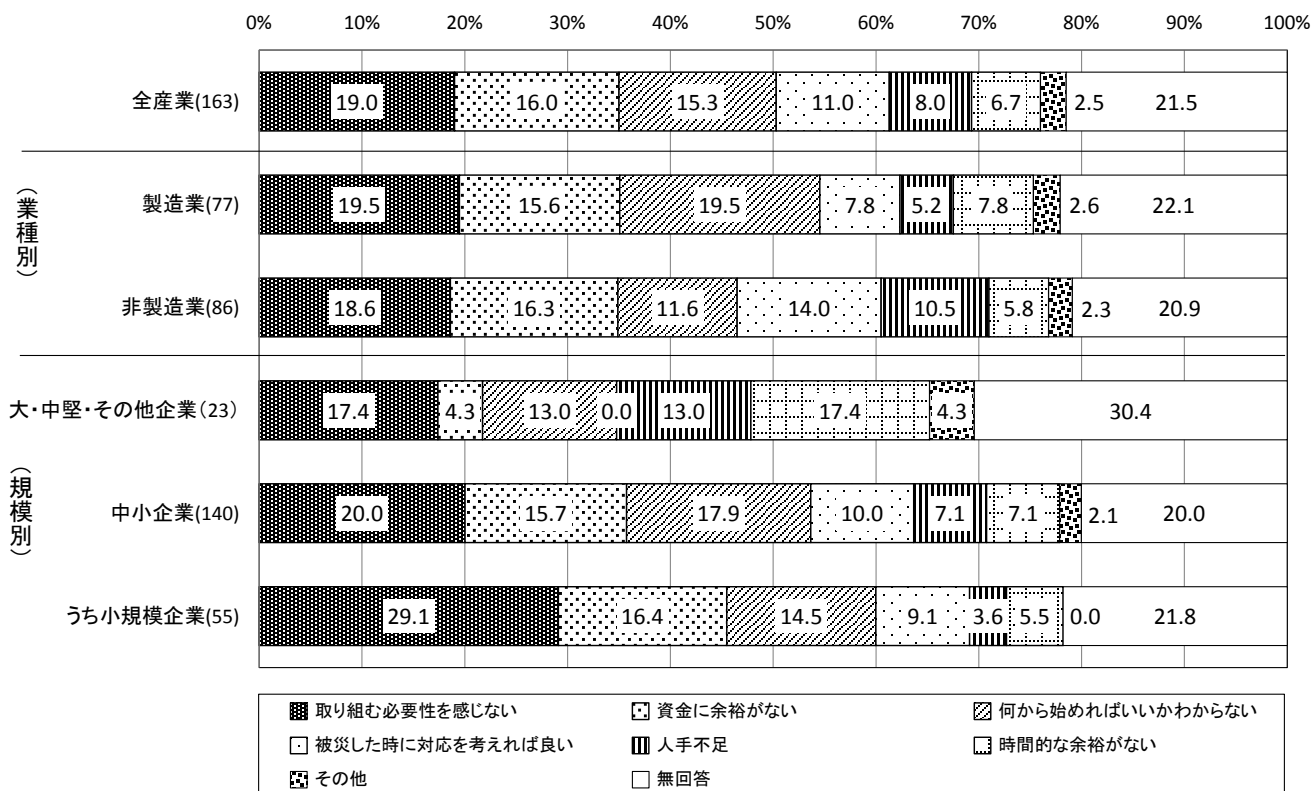 0% 10% 20% 30% 40% 50% 60% 70% 80% 90% 100%
全産業(163) 19.0 16.0 15.3 11.0 8.0 6.7 2.5 21.5
(業種別)
製造業(77) 19.5 15.6 19.5 7.8 5.2 7.8 2.6 22.1
非製造業(86) 18.6 16.3 11.6 14.0 10.5 5.8 2.3 20.9
(規模別)
大・中堅・その他企業(23) 17.4 4.3 13.0 0.0 13.0 17.4 4.3 30.4
中小企業(140) 20.0 15.7 17.9 10.0 7.1 7.1 2.1 20.0
うち小規模企業(55) 29.1 16.4 14.5 9.1 3.6 5.5 0.0 21.8
取り組む必要性を感じない 資金に余裕がない 何から始めればいいかわからない
被災した時に対応を考えれば良い 人手不足 時間的な余裕がない
その他 無回答